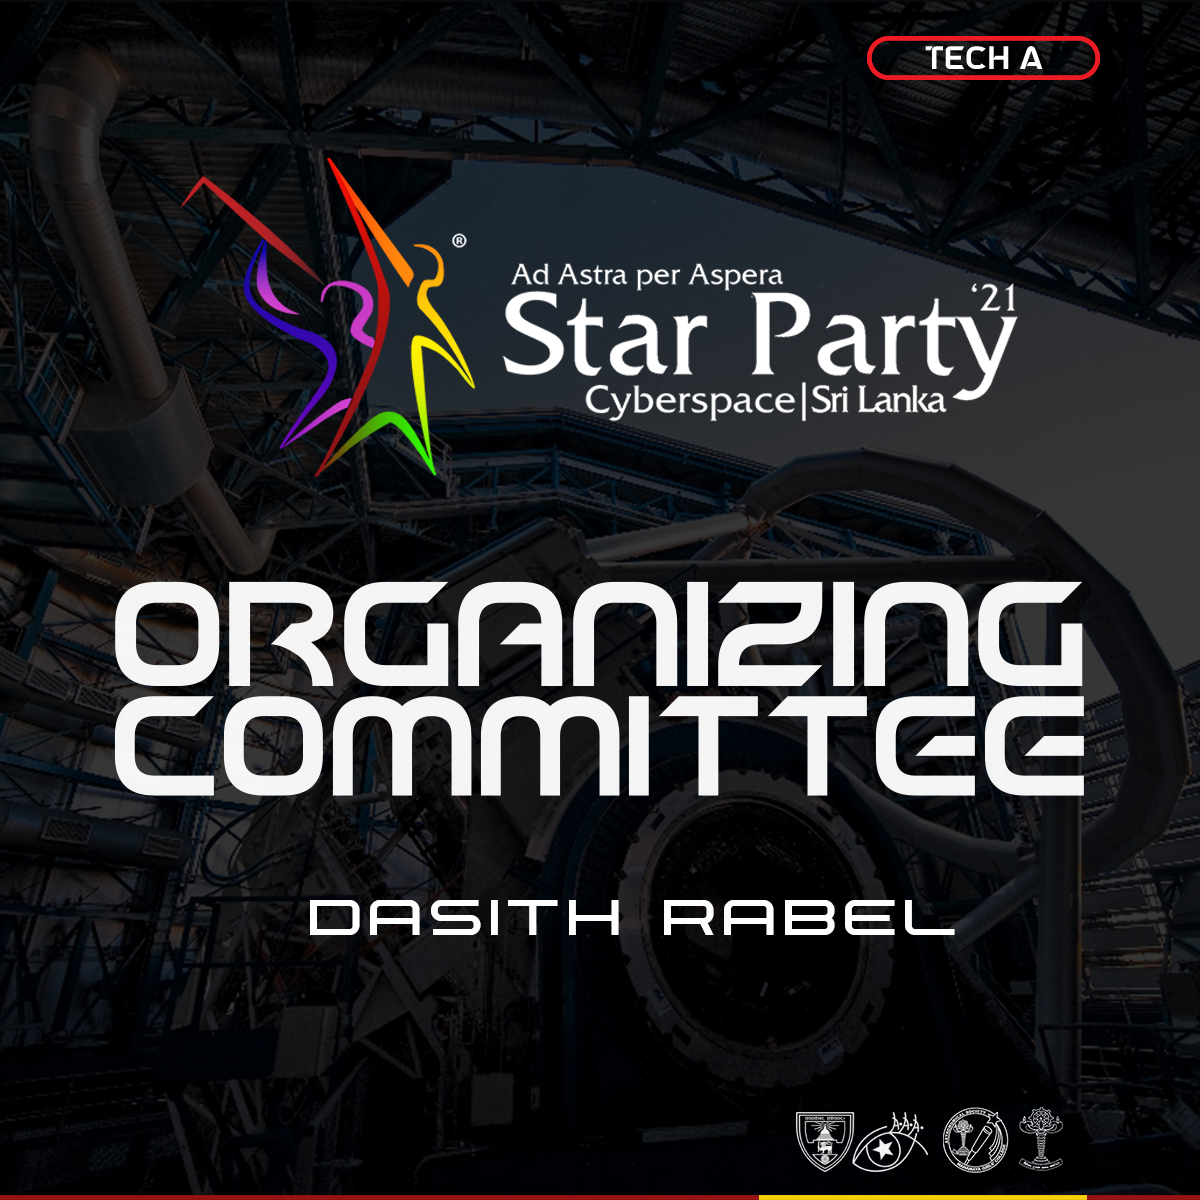 TECH A
®
Ad Astra per Aspera
Star Party '21
Cyberspace|Sri Lanka
ORGANIZING
COMMITTEE
DASITH RABEL
A.A.A.